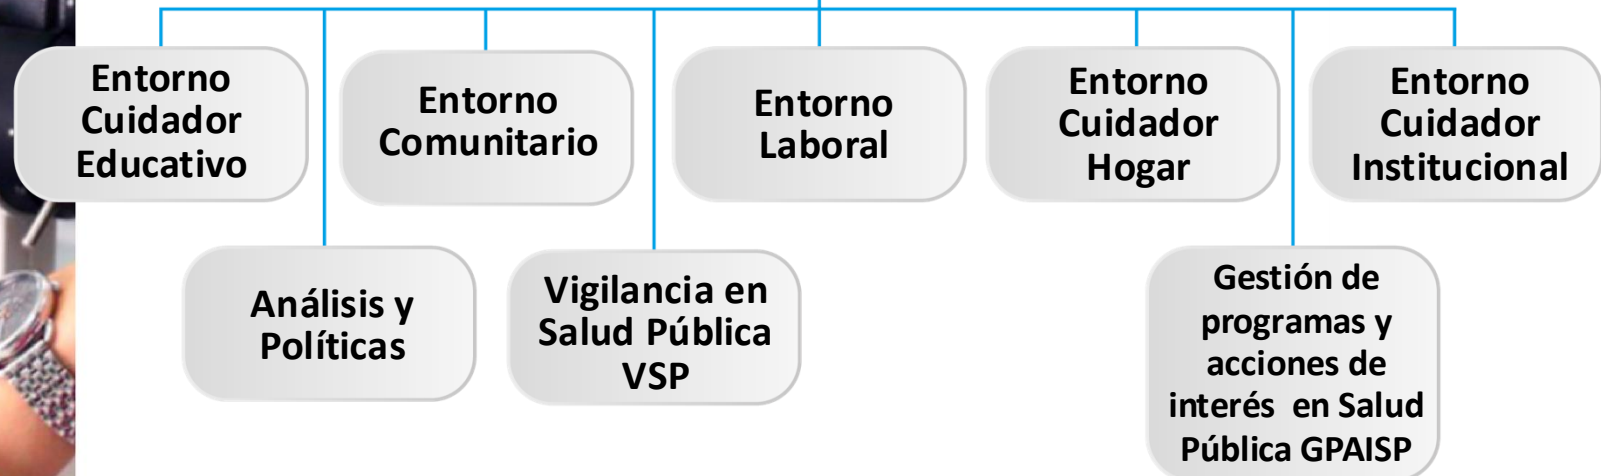 Entorno
Cuidador
Educativo
Entorno
Comunitario
Entorno
Laboral
Entorno
Cuidador
Hogar
Entorno
Cuidador
Institucional
Análisis y
Políticas
Vigilancia en
Salud Pública
VSP
Gestión de
programas y
acciones de
interés en Salud
Pública GPAISP